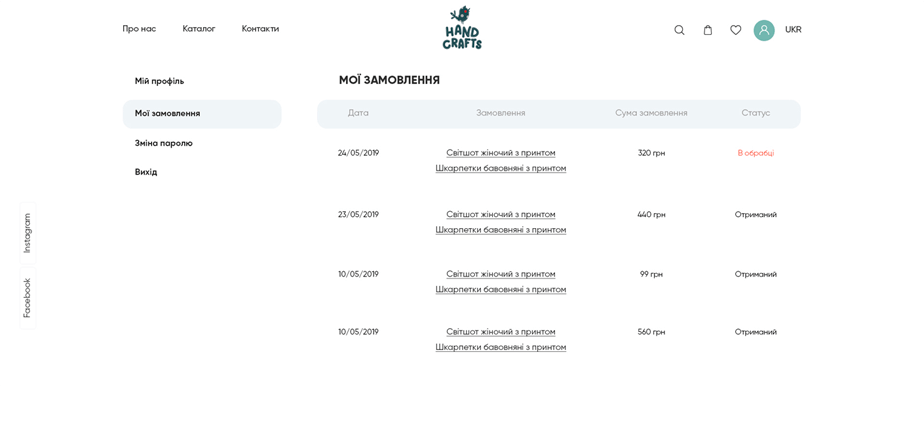 Про нас
Каталог
Контакти
HAND
CRAFTS
UKR
Мій профіль
Мої замовлення
Зміна паролю
Вихід
МОЇ ЗАМОВЛЕННЯ
Дата Замовлення Сума замовлення Статус
24/05/2019 Світшот жіночий з принтом 320 грн В обрабці
Шкарпетки бавовняні з принтом
23/05/2019 Світшот жіночий з принтом 440 грн Отриманий
Шкарпетки бавовняні з принтом
10/05/2019 Світшот жіночий з принтом 99 грн Отриманий
Шкарпетки бавовняні з принтом
10/05/2019 Світшот жіночий з принтом 560 грн Отриманий
Шкарпетки бавовняні з принтом
Instagram
Facebook